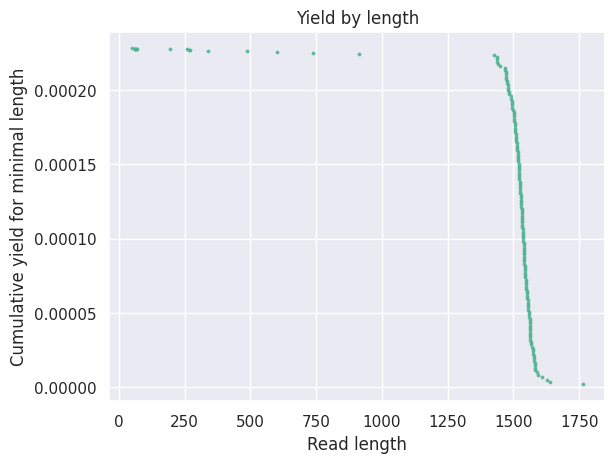 Yield by length
Cumulative yield for minimal length
0.00020
0.00015
0.00010
0.00005
0.00000
0 250 500 750 1000 1250 1500 1750
Read length